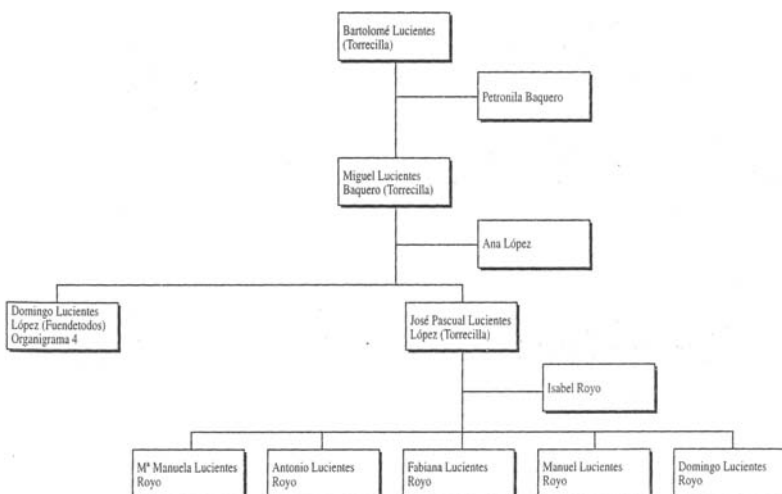 Bartolomé Lucientes
(Torrecilla)
Petronila Baquero
Miguel Lucientes
Baquero (Torrecilla)
Ana López
Domingo Lucientes
López (Fuendetodos)
Organigrama 4
José Pascual Lucientes
López (Torrecilla)
Isabel Royo
Mª Manuela Lucientes
Royo
Antonio Lucientes
Royo
Fabiana Lucientes
Royo
Manuel Lucientes
Royo
Domingo Lucientes
Royo